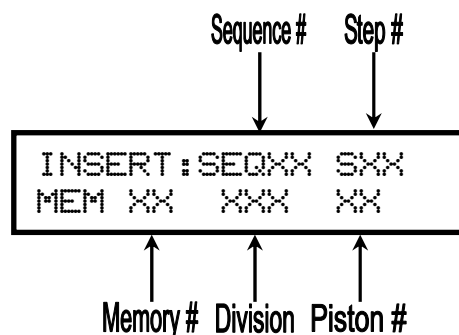 Sequence # Step #
INSERT:SEQXX SXX
MEM XX XXX XX
Memory # Division Piston #